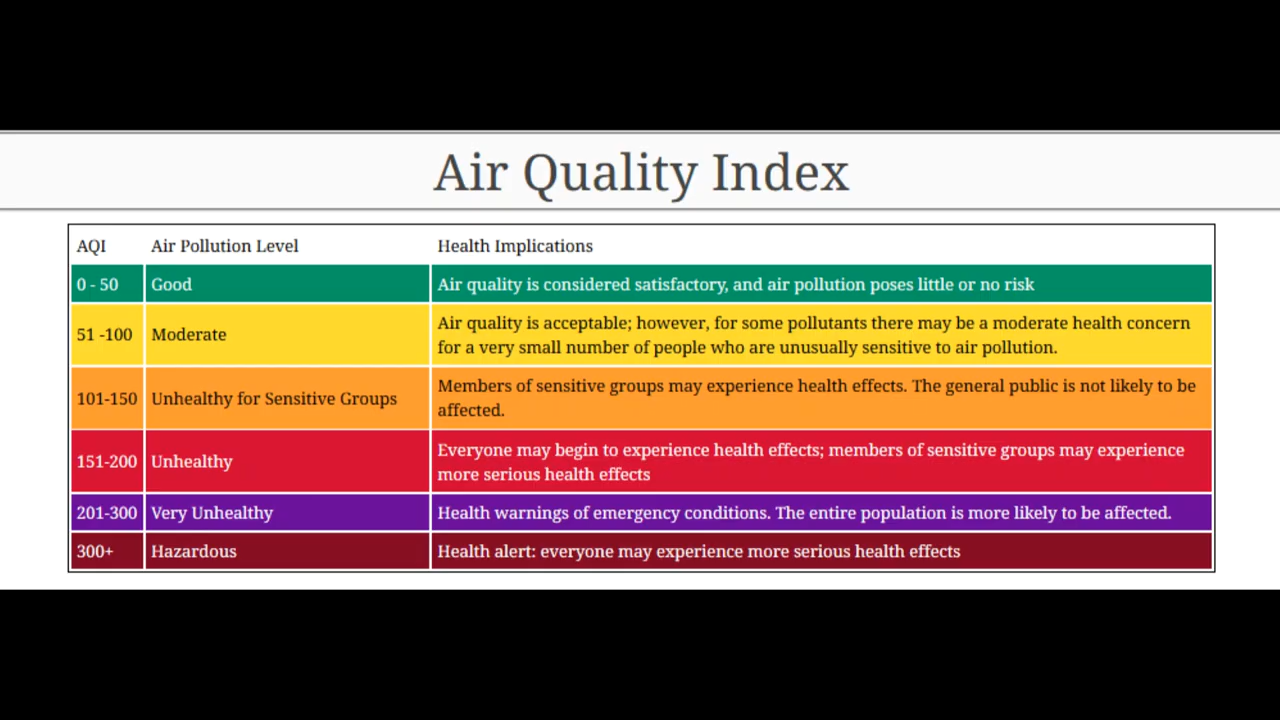 Air Quality Index
AQI Air Pollution Level Health Implications
0 - 50 Good Air quality is considered satisfactory, and air pollution poses little or no risk
51 -100 Moderate Air quality is acceptable; however, for some pollutants there may be a moderate health concern
for a very small number of people who are unusually sensitive to air pollution.
101-150 Unhealthy for Sensitive Groups Members of sensitive groups may experience health effects. The general public is not likely to be
affected.
151-200 Unhealthy Everyone may begin to experience health effects; members of sensitive groups may experience
more serious health effects
201-300 Very Unhealthy Health warnings of emergency conditions. The entire population is more likely to be affected.
300+ Hazardous Health alert: everyone may experience more serious health effects